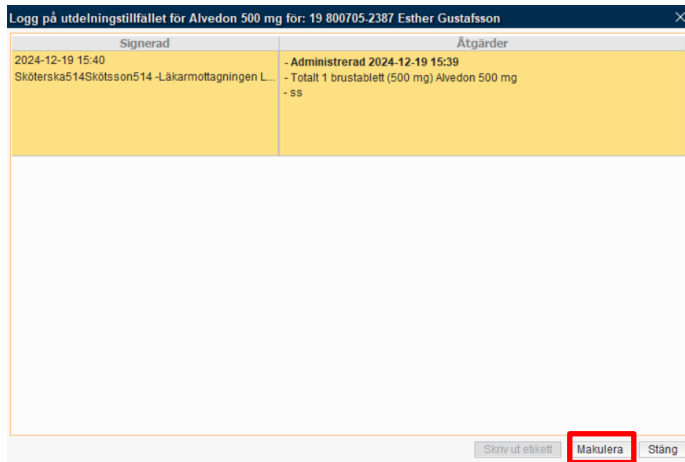 Logg på utdelningstillfället för Alvedon 500 mg för: 19 800705-2387 Esther Gustafsson
Signerad
Åtgärder
2024-12-19 15:40
Sköterska514Skötsson514 -Läkarmottagningen L...
- Administrerad 2024-12-19 15:39
- Totalt 1 brustablett (500 mg) Alvedon 500 mg
- ss
Skriv ut etikett
Makulera
Stäng